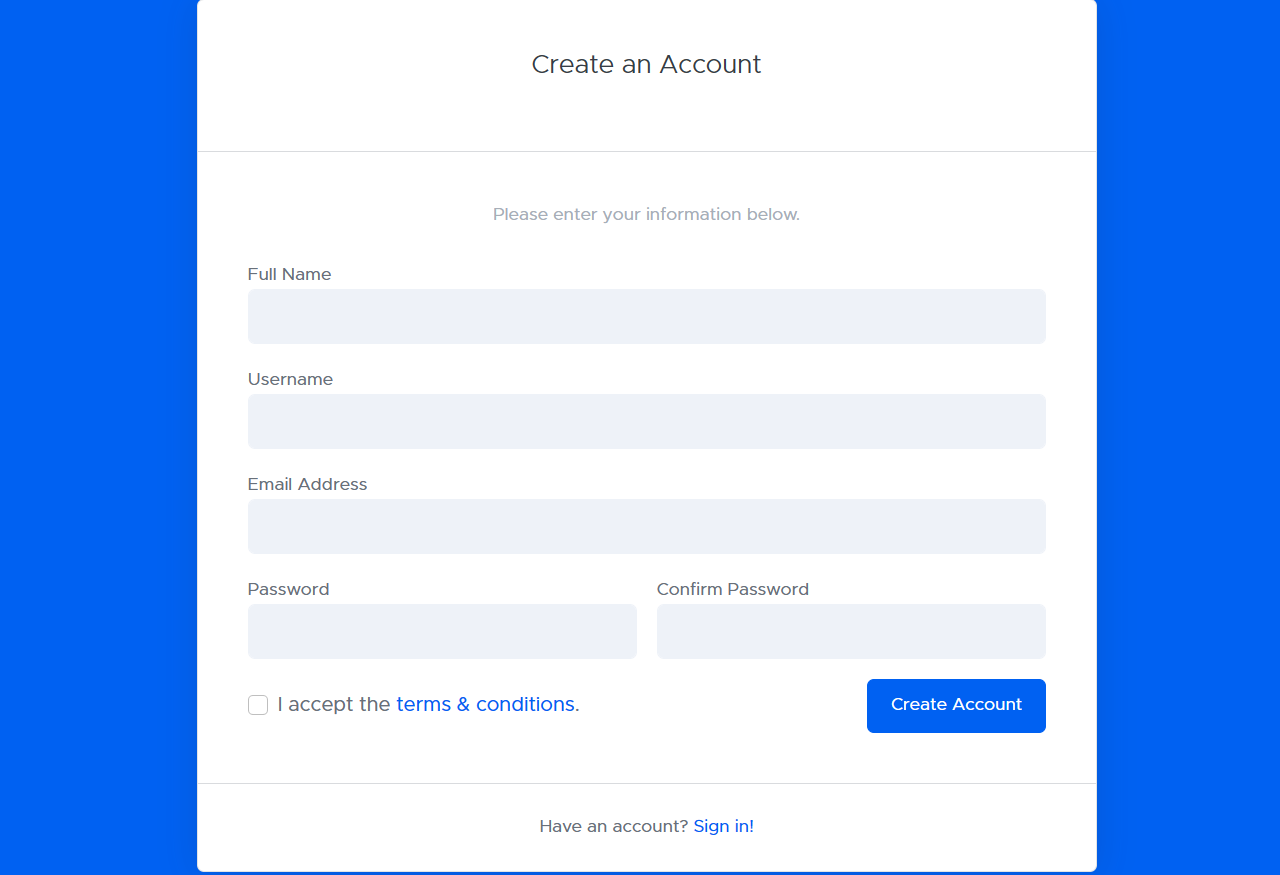 Create an Account
Please enter your information below.
Full Name
Username
Email Address
Password
Confirm Password
I accept the terms & conditions.
Create Account
Have an account? Sign in!